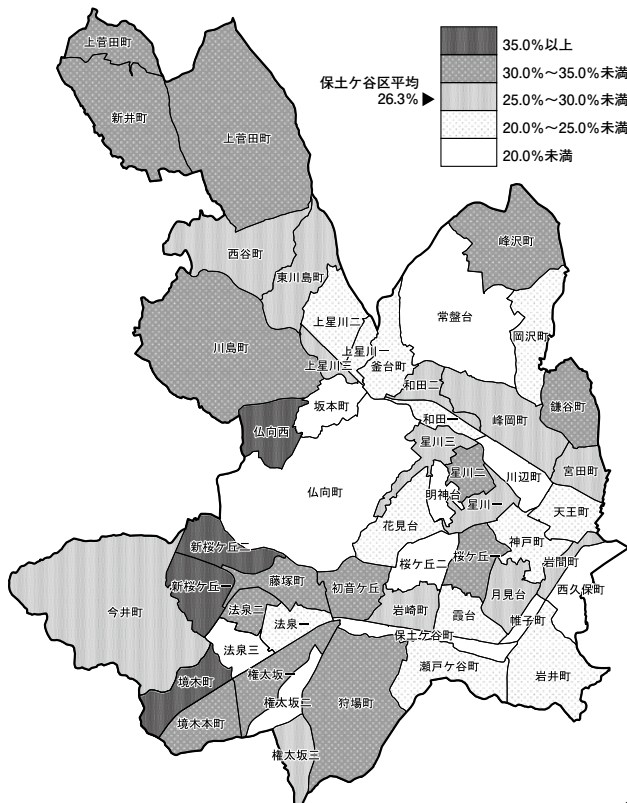 35.0%以上
30.0%～35.0%未満
25.0%～30.0%未満
20.0%～25.0%未満
20.0%未満
保土ケ谷区平均
26.3%▶
上菅田町
新井町
上菅田町
峰沢町
西谷町
東川島町
常盤台
上星川二
岡沢町
川島町
上星川一
上星川三
釜台町
和田二
鎌谷町
坂本町
和田一
峰岡町
仏向西
星川三
宮田町
星川二
川辺町
仏向町
明神台
星川一
天王町
花見台
神戸町
新桜ケ丘二
桜ケ丘二
桜ケ丘一
岩間町
新桜ケ丘一
藤塚町
初音ケ丘
月見台
西久保町
今井町
法泉二
岩崎町
霞台
法泉一
帷子町
保土ケ谷町
法泉三
瀬戸ケ谷町
権太坂一
岩井町
境木町
権太坂二
狩場町
境木本町
権太坂三